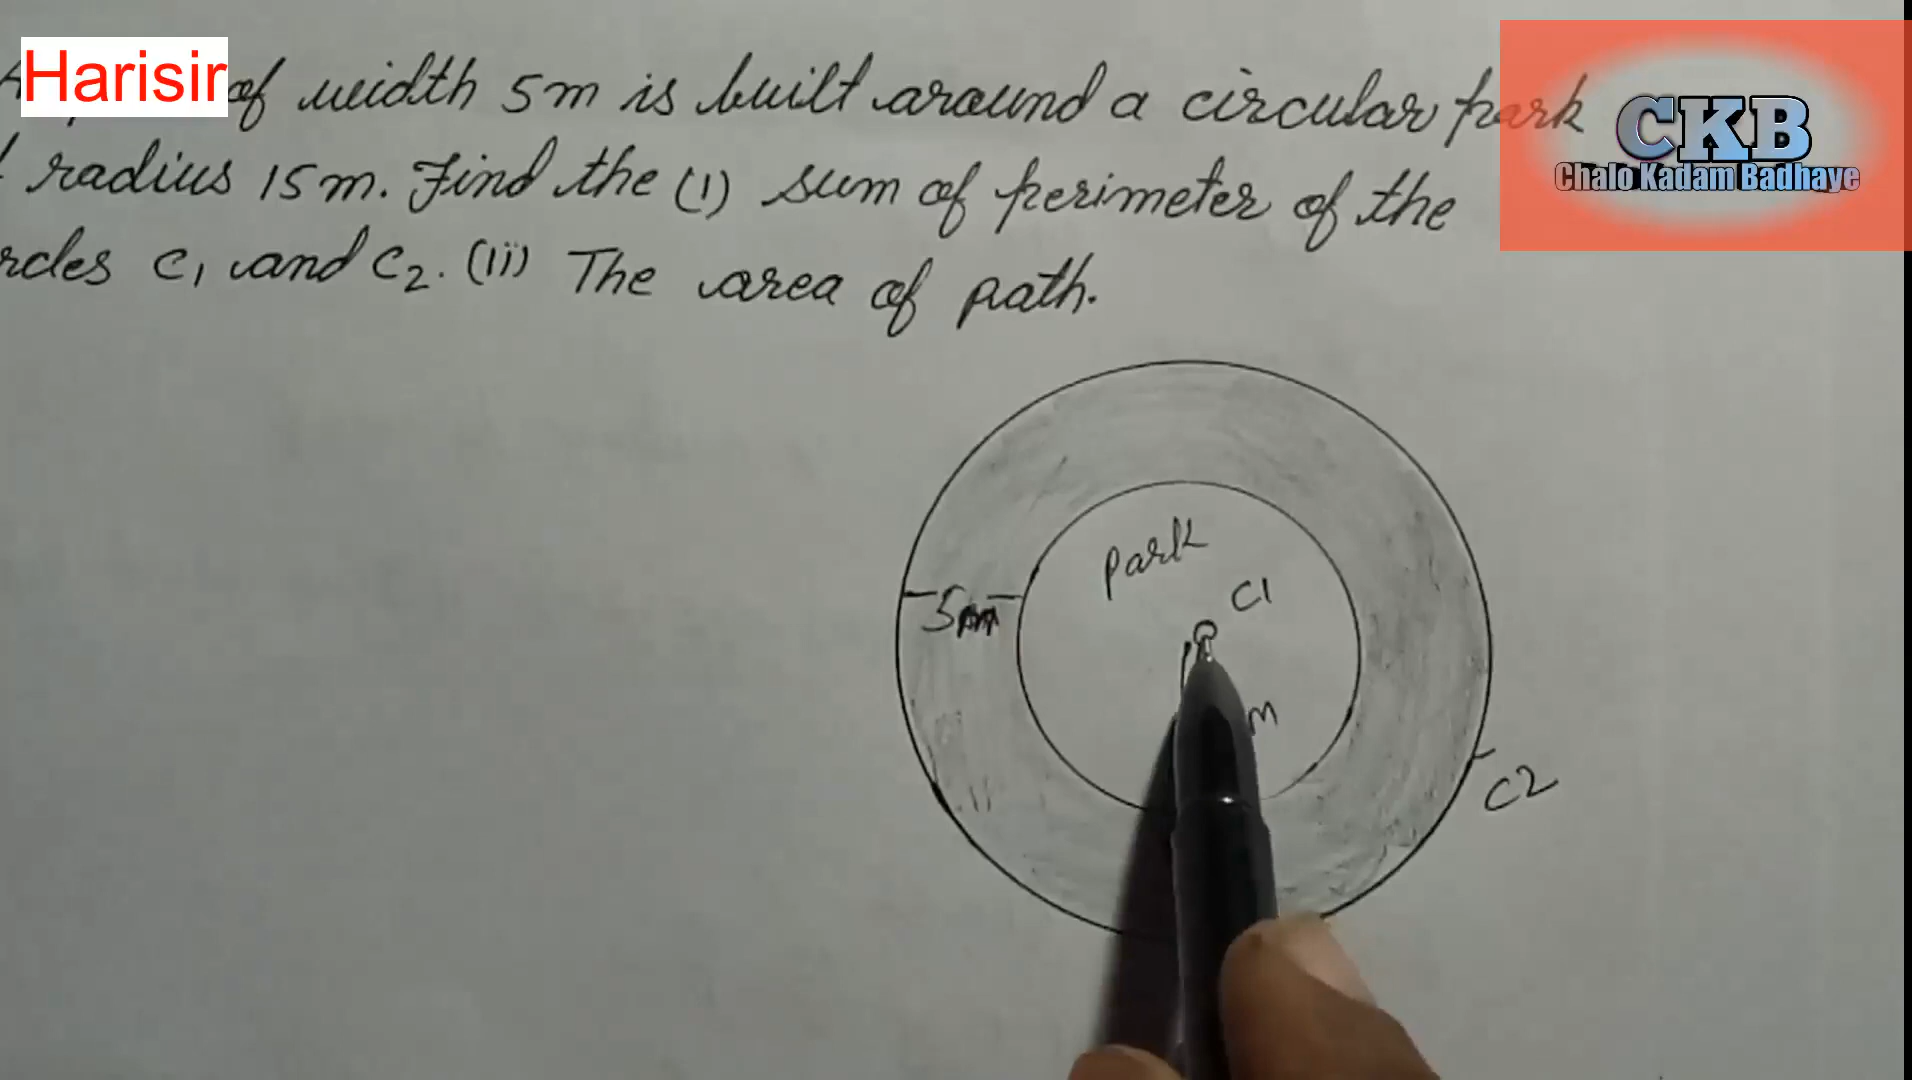 Harisir
of width 5m is built around a circular park
radius 15m. Find the (1) sum of perimeter of the
C1 and C2. (ii) The area of path.
CKB
Chalo Kadam Badhaye
Park
C1
5m
m
C2